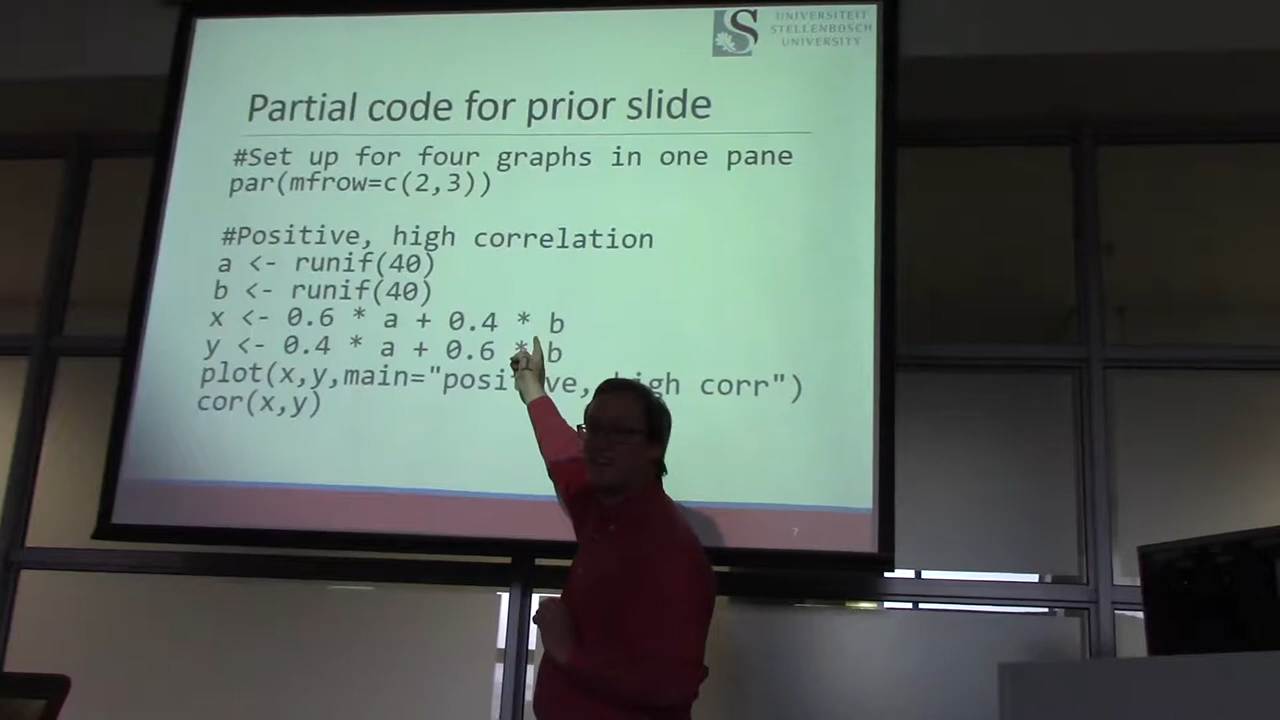 UNIVERSITEIT
STELLENBOSCH
UNIVERSITY
Partial code for prior slide
#Set up for four graphs in one pane
par(mfrow=c(2,3))
#Positive, high correlation
a <- runif(40)
b <- runif(40)
x <- 0.6 * a + 0.4 * b
y <- 0.4 * a + 0.6 * b
plot(x,y,main="positive, high corr")
cor(x,y)
7